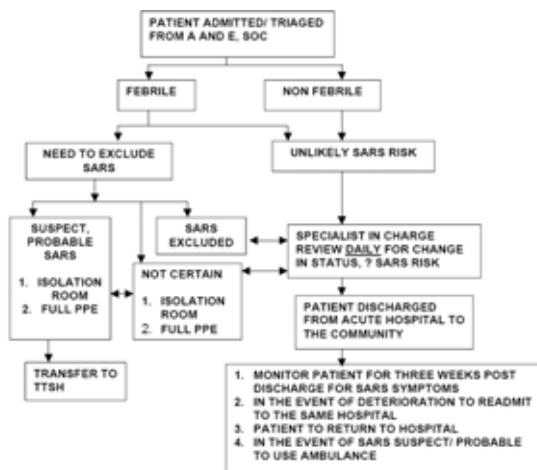 PATIENT ADMITTED/ TRIAGED
FROM A AND E, SOC
FEBRILE
NON FEBRILE
NEED TO EXCLUDE
SARS
UNLIKELY SARS RISK
SUSPECT,
PROBABLE
SARS
1. ISOLATION
ROOM
2. FULL PPE
SARS
EXCLUDED
NOT CERTAIN
1. ISOLATION
ROOM
2. FULL PPE
SPECIALIST IN CHARGE
REVIEW DAILY FOR CHANGE
IN STATUS, ? SARS RISK
PATIENT DISCHARGED
FROM ACUTE HOSPITAL TO
THE COMMUNITY
TRANSFER TO
TTSH
1. MONITOR PATIENT FOR THREE WEEKS POST
DISCHARGE FOR SARS SYMPTOMS
2. IN THE EVENT OF DETERIORATION TO READMIT
TO THE SAME HOSPITAL
3. PATIENT TO RETURN TO HOSPITAL
4. IN THE EVENT OF SARS SUSPECT/ PROBABLE
TO USE AMBULANCE